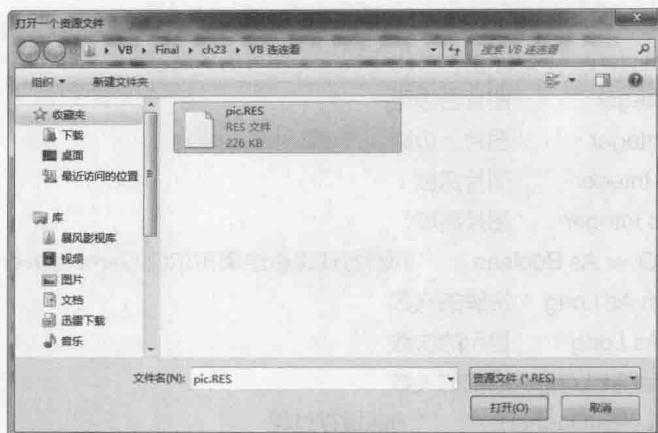 打开一个资源文件
VB ▸ Final ▸ ch23 ▸ VB 连连看
搜索 VB 连连看
组织
新建文件夹
收藏夹
下载
桌面
最近访问的位置
库
暴风影视库
视频
图片
文档
迅雷下载
音乐
pic.RES
RES 文件
226 KB
文件名(N): pic.RES
资源文件 (*.RES)
打开(O)
取消